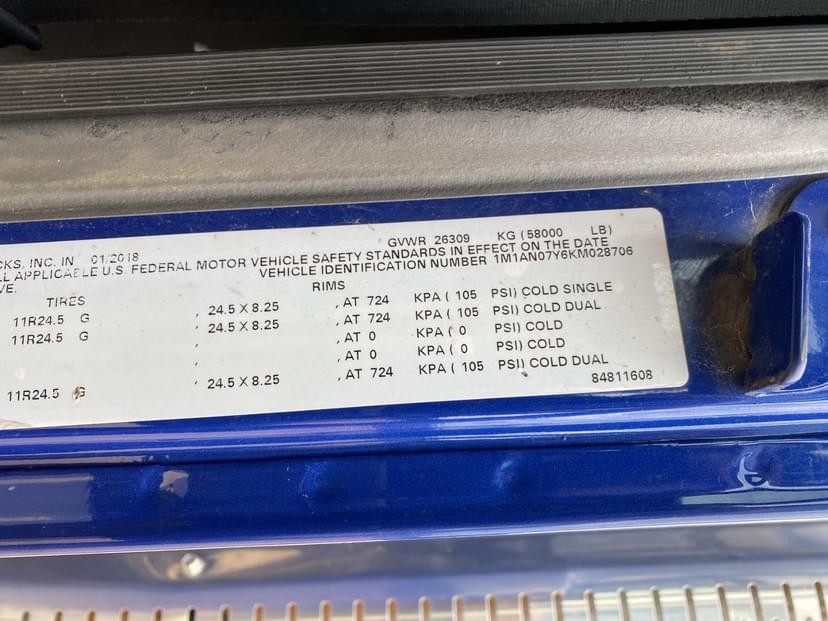 CKS, INC. IN 01/2018 GVWR 26309 KG (58000 LB)
LL APPLICABLE U.S. FEDERAL MOTOR VEHICLE SAFETY STANDARDS IN EFFECT ON THE DATE
VE. VEHICLE IDENTIFICATION NUMBER 1M1AN07Y6KM028706
TIRES RIMS
11R24.5 G , 24.5 X 8.25 , AT 724 KPA ( 105 PSI) COLD SINGLE
11R24.5 G , 24.5 X 8.25 , AT 724 KPA ( 105 PSI) COLD DUAL
, , AT 0 KPA ( 0 PSI) COLD
, , AT 0 KPA ( 0 PSI) COLD
11R24.5 G , 24.5 X 8.25 , AT 724 KPA ( 105 PSI) COLD DUAL
84811608